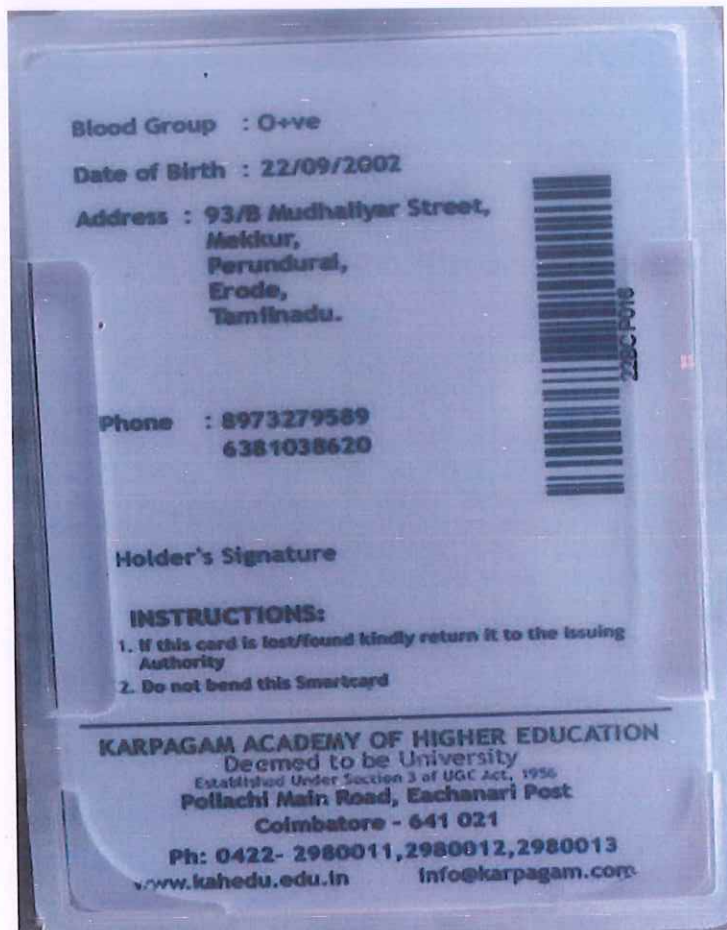 Blood Group : O+ve
Date of Birth : 22/09/2002
Address : 93/B Mudhaliyar Street,
Mekkur,
Perundurai,
Erode,
Tamilnadu.
22BCP016
Phone : 8973279589
6381038620
Holder's Signature
INSTRUCTIONS:
1. If this card is lost/found kindly return it to the Issuing
Authority
2. Do not bend this Smartcard
KARPAGAM ACADEMY OF HIGHER EDUCATION
Deemed to be University
Established Under Section 3 of UGC Act, 1956
Pollachi Main Road, Eachanari Post
Coimbatore - 641 021
Ph: 0422- 2980011,2980012,2980013
www.kahedu.edu.in info@karpagam.com